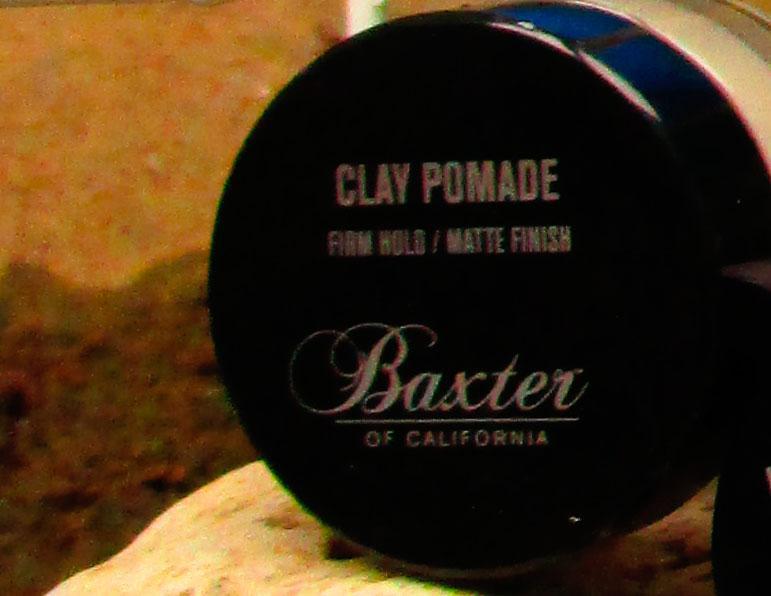 CLAY POMADE
FIRM HOLD / MATTE FINISH
Baxter
OF CALIFORNIA